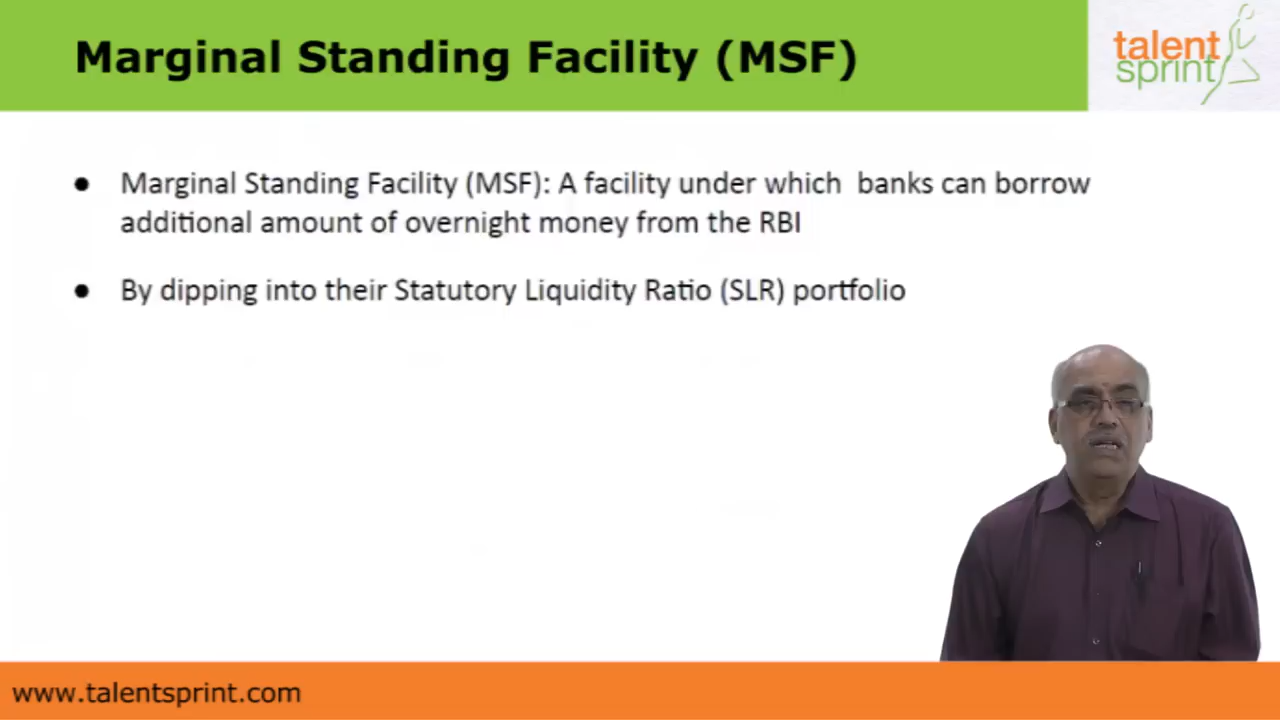 Marginal Standing Facility (MSF)
talent
sprint
● Marginal Standing Facility (MSF): A facility under which banks can borrow
additional amount of overnight money from the RBI
● By dipping into their Statutory Liquidity Ratio (SLR) portfolio
www.talentsprint.com